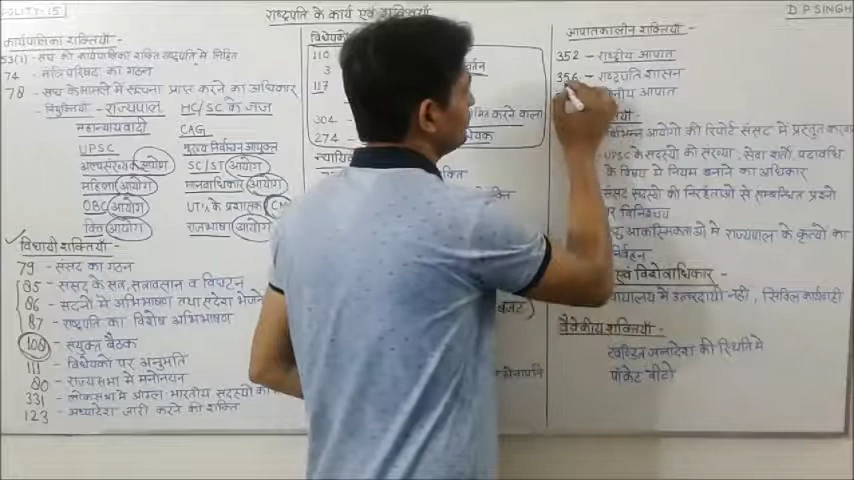 POLITY-15
राष्ट्रपति के कार्य एवं शक्तियाँ
D P SINGH
कार्यपालिका शक्तियाँ -
53(1) - संघ की कार्यपालिका शक्ति राष्ट्रपति मे निहित
74 - मंत्रिपरिषद का गठन
78 - संघ के मामले में सूचना प्राप्त करने का अधिकार
- नियुक्तियाँ - राज्यपाल HC/SC के जज
महान्यायवादी CAG
UPSC मुख्य निर्वाचन आयुक्त
अल्पसंख्यक आयोग SC/ST आयोग
महिला आयोग मानवाधिकार आयोग
OBC आयोग UT's के प्रशासक
वित्त आयोग राजभाषा आयोग
विधायी शक्तियाँ -
79 - संसद का गठन
85 - संसद के सत्र, सत्रावसान व विघटन
86 - सदनों मे अभिभाषण तथा संदेश भेजने
87 - राष्ट्रपति का विशेष अभिभाषण
108 - संयुक्त बैठक
111 - विधेयको पर अनुमति
80 - राज्यसभा मे मनोनयन
331 - लोकसभा मे आंग्ल भारतीय सदस्यों का
123 - अध्यादेश जारी करने की शक्ति
110
3
117
304 -
274 -
आपातकालीन शक्तियाँ -
352 - राष्ट्रीय आपात
356 - राष्ट्रपति शासन
आपात
आयोगो की रिपोर्ट संसद में प्रस्तुत करवाना
- UPSC के सदस्यों की संख्या, सेवा शर्तो, पदावधि
के विषय मे नियम बनाने का अधिकार
संसद सदस्यो की निरर्हताओं से सम्बन्धित प्रश्नो
विनिश्चय
आकस्मिकताओ मे राज्यपाल के कृत्यो का
निर्वहन
एवं विशेषाधिकार -
न्यायालय मे उत्तरदायी नही, सिविल कार्यवाही
वैवेकीय शक्तियाँ -
खण्डित जनादेश की स्थिति मे
पॉकेट वीटो